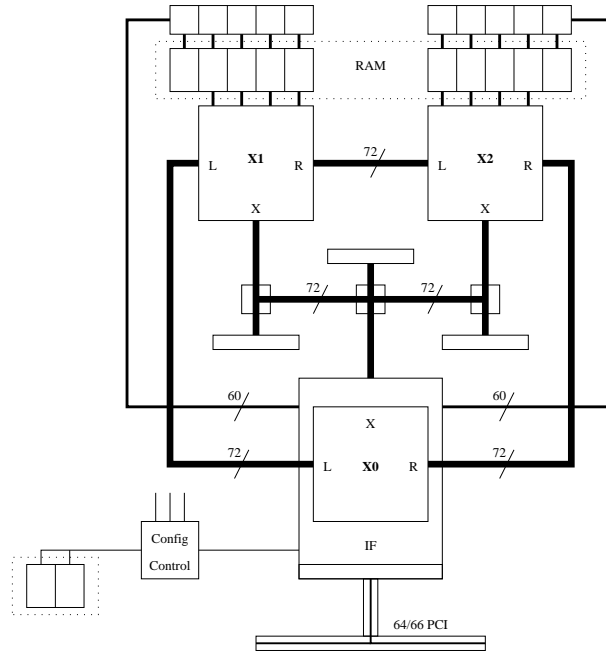 RAM
72
X1
X2
L
R
L
R
X
X
72
72
60
60
X
72
72
L
X0
R
Config
Control
IF
64/66 PCI